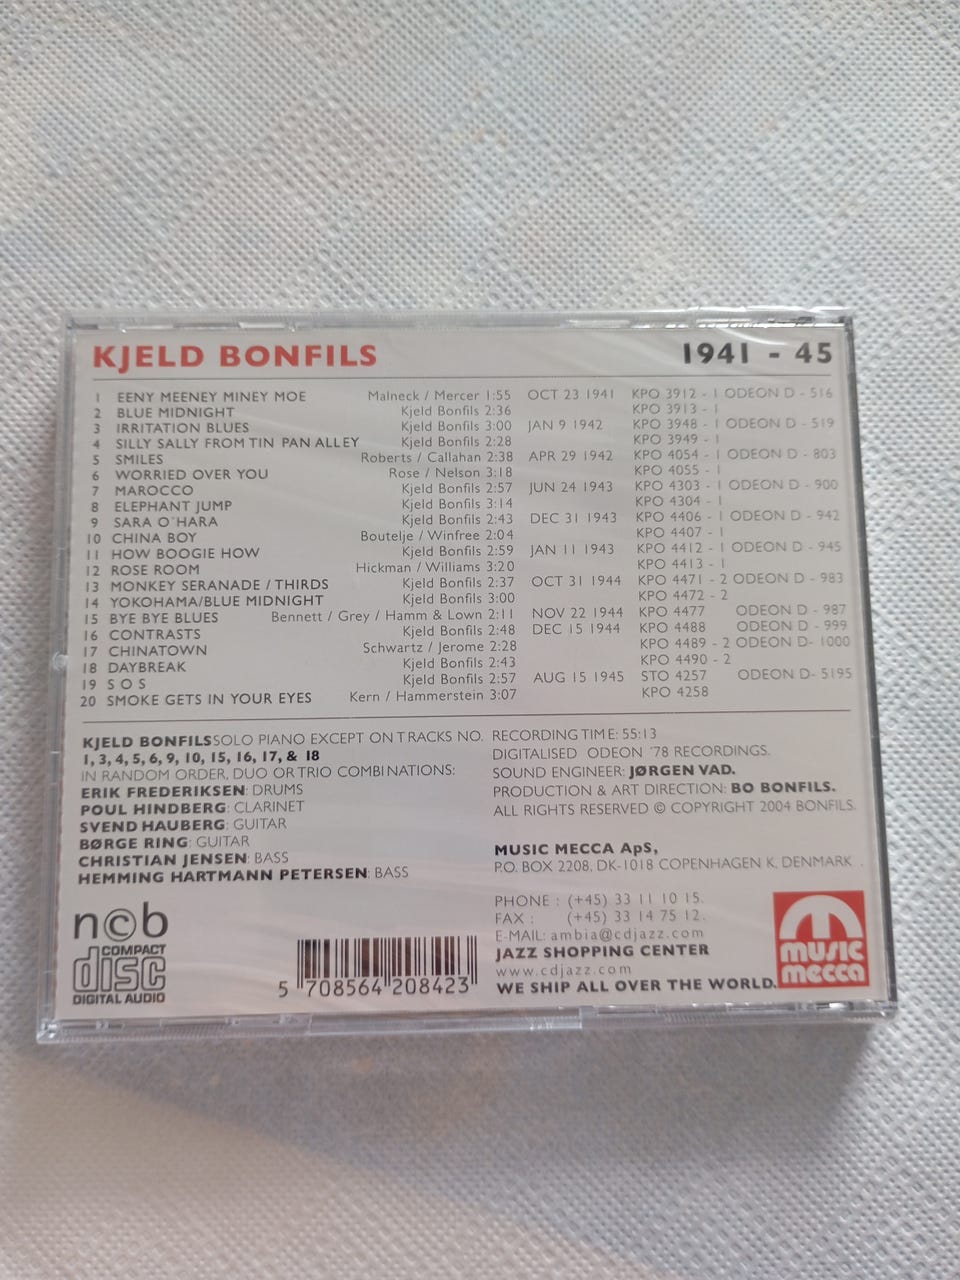 KJELD BONFILS 1941 - 45
1 EENY MEENEY MINEY MOE Malneck / Mercer 1:55 OCT 23 1941 KPO 3912 - 1 ODEON D - 516
2 BLUE MIDNIGHT Kjeld Bonfils 2:36 KPO 3913 - 1
3 IRRITATION BLUES Kjeld Bonfils 3:00 JAN 9 1942 KPO 3948 - 1 ODEON D - 519
4 SILLY SALLY FROM TIN PAN ALLEY Kjeld Bonfils 2:28 KPO 3949 - 1
5 SMILES Roberts / Callahan 2:38 APR 29 1942 KPO 4054 - 1 ODEON D - 803
6 WORRIED OVER YOU Rose / Nelson 3:18 KPO 4055 - 1
7 MAROCCO Kjeld Bonfils 2:57 JUN 24 1943 KPO 4303 - 1 ODEON D - 900
8 ELEPHANT JUMP Kjeld Bonfils 3:14 KPO 4304 - 1
9 SARA O´HARA Kjeld Bonfils 2:43 DEC 31 1943 KPO 4406 - 1 ODEON D - 942
10 CHINA BOY Boutelje / Winfree 2:04 KPO 4407 - 1
11 HOW BOOGIE HOW Kjeld Bonfils 2:59 JAN 11 1943 KPO 4412 - 1 ODEON D - 945
12 ROSE ROOM Hickman / Williams 3:20 KPO 4413 - 1
13 MONKEY SERANADE / THIRDS Kjeld Bonfils 2:37 OCT 31 1944 KPO 4471 - 2 ODEON D - 983
14 YOKOHAMA/BLUE MIDNIGHT Kjeld Bonfils 3:00 KPO 4472 - 2
15 BYE BYE BLUES Bennett / Grey / Hamm & Lown 2:11 NOV 22 1944 KPO 4477 ODEON D - 987
16 CONTRASTS Kjeld Bonfils 2:48 DEC 15 1944 KPO 4488 ODEON D - 999
17 CHINATOWN Schwartz / Jerome 2:28 KPO 4489 - 2 ODEON D- 1000
18 DAYBREAK Kjeld Bonfils 2:43 KPO 4490 - 2
19 S O S Kjeld Bonfils 2:57 AUG 15 1945 STO 4257 ODEON D- 5195
20 SMOKE GETS IN YOUR EYES Kern / Hammerstein 3:07 KPO 4258
KJELD BONFILS SOLO PIANO EXCEPT ON TRACKS NO.
1, 3, 4, 5, 6, 9, 10, 15, 16, 17, & 18
IN RANDOM ORDER, DUO OR TRIO COMBINATIONS:
ERIK FREDERIKSEN: DRUMS
POUL HINDBERG: CLARINET
SVEND HAUBERG: GUITAR
BØRGE RING: GUITAR
CHRISTIAN JENSEN: BASS
HEMMING HARTMANN PETERSEN: BASS
RECORDING TIME: 55:13
DIGITALISED ODEON ´78 RECORDINGS.
SOUND ENGINEER: JØRGEN VAD.
PRODUCTION & ART DIRECTION: BO BONFILS.
ALL RIGHTS RESERVED © COPYRIGHT 2004 BONFILS.
MUSIC MECCA ApS,
P.O. BOX 2208, DK-1018 COPENHAGEN K, DENMARK .
PHONE : (+45) 33 11 10 15.
FAX : (+45) 33 14 75 12.
E-MAIL: ambia@cdjazz.com
JAZZ SHOPPING CENTER
www.cdjazz.com
WE SHIP ALL OVER THE WORLD.
n©b
COMPACT
disc
DIGITAL AUDIO
5 708564 208423
music
mecca